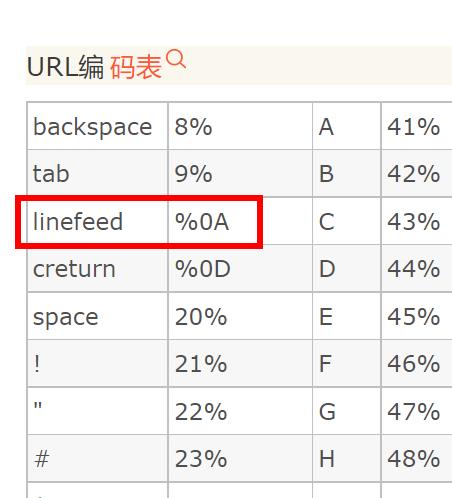 URL编 码表
backspace 8% A 41%
tab 9% B 42%
linefeed %0A C 43%
creturn %0D D 44%
space 20% E 45%
! 21% F 46%
" 22% G 47%
# 23% H 48%